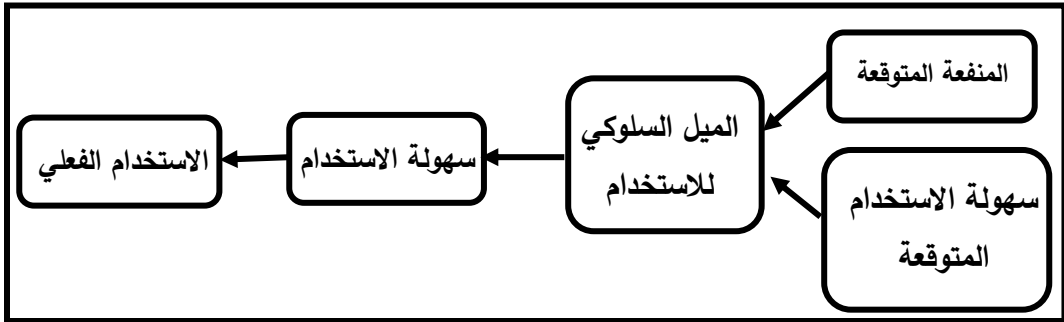 المنفعة المتوقعة
سهولة الاستخدام
المتوقعة
الميل السلوكي
للاستخدام
سهولة الاستخدام
الاستخدام الفعلي